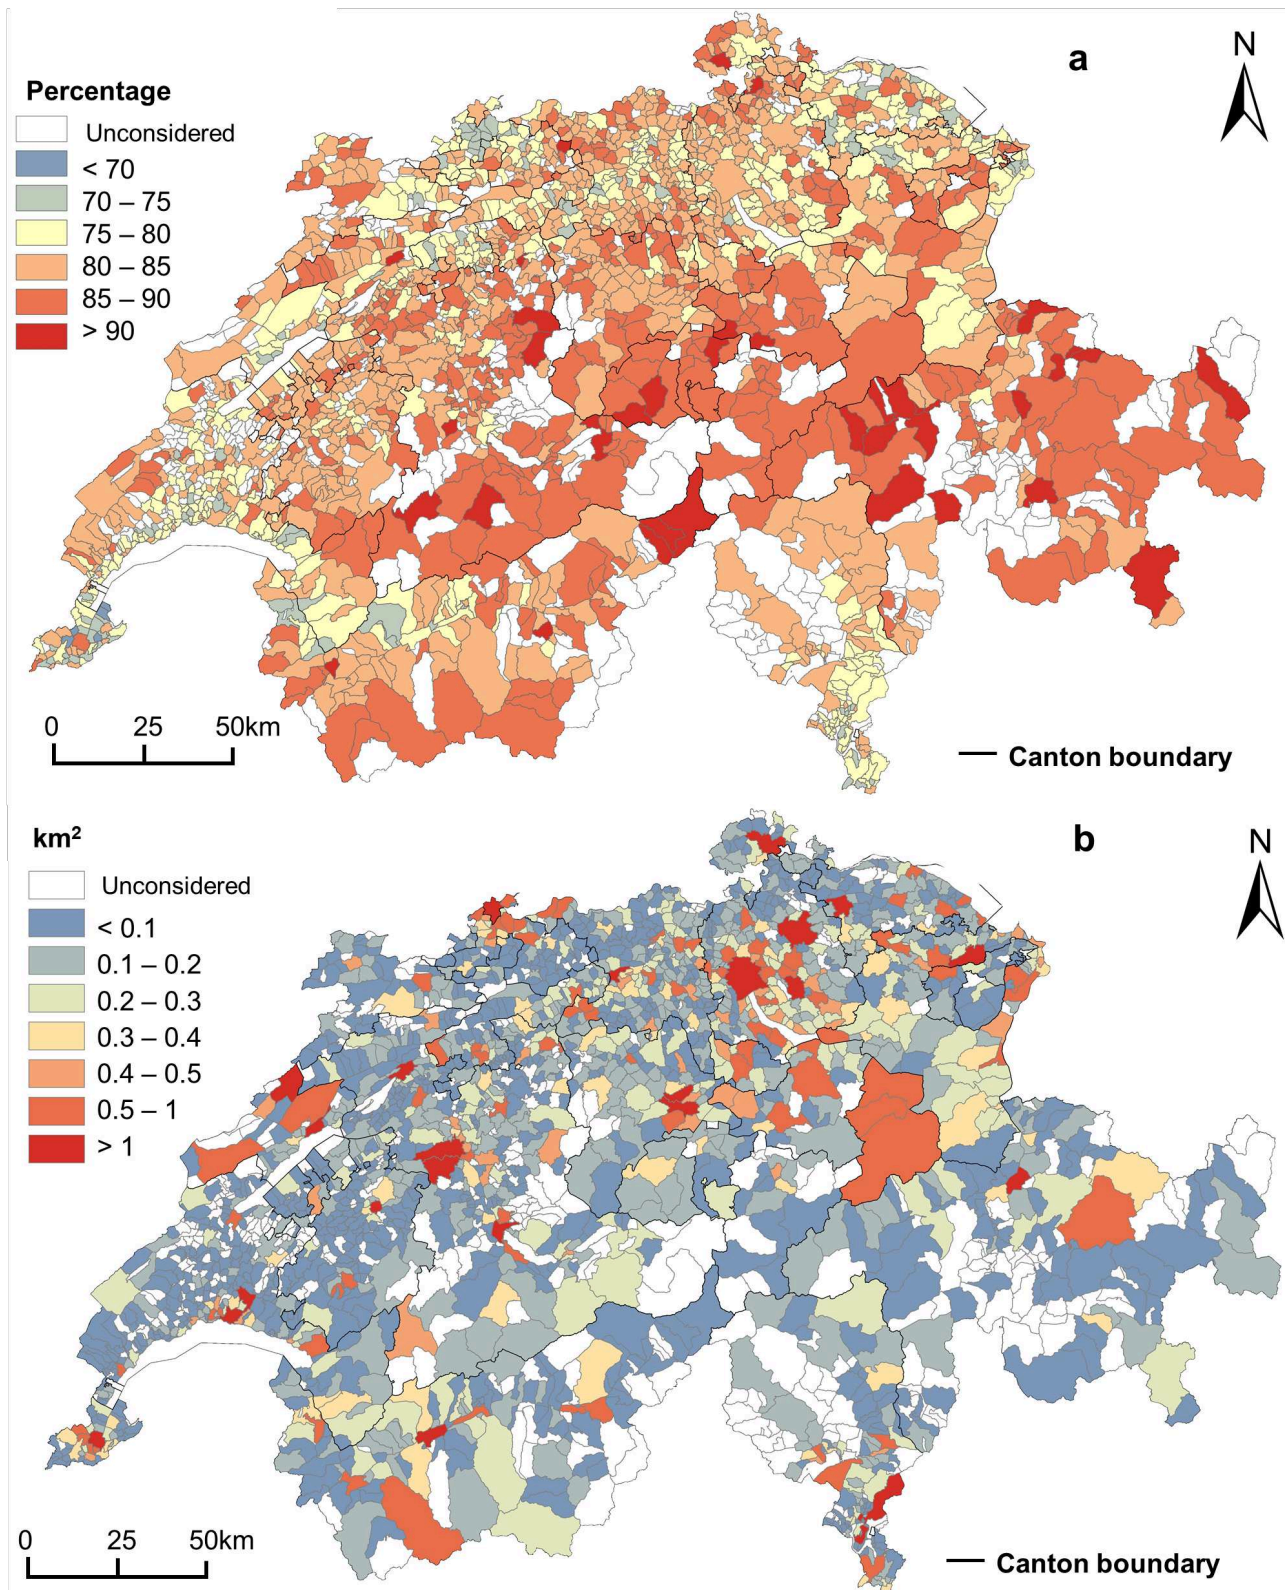 a
N
Percentage
Unconsidered
< 70
70 – 75
75 – 80
80 – 85
85 – 90
> 90
0 25 50km
Canton boundary
b
N
km²
Unconsidered
< 0.1
0.1 – 0.2
0.2 – 0.3
0.3 – 0.4
0.4 – 0.5
0.5 – 1
> 1
0 25 50km
Canton boundary